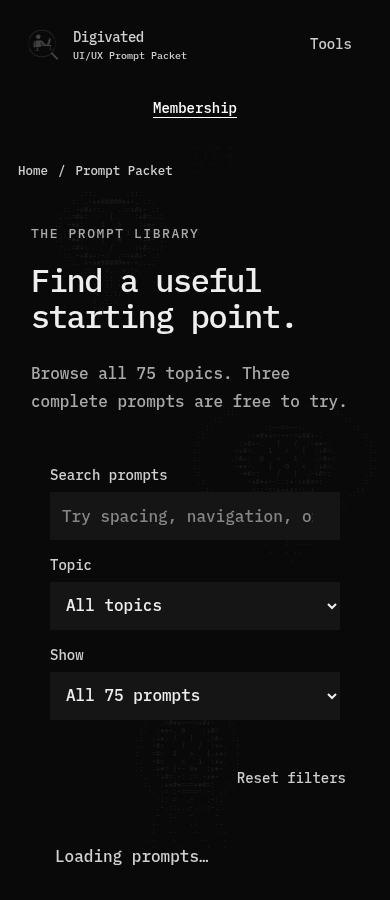 Digivated
UI/UX Prompt Packet
Tools
Membership
Home / Prompt Packet
THE PROMPT LIBRARY
Find a useful
starting point.
Browse all 75 topics. Three
complete prompts are free to try.
Search prompts
Try spacing, navigation, o
Topic
All topics
Show
All 75 prompts
Reset filters
Loading prompts…